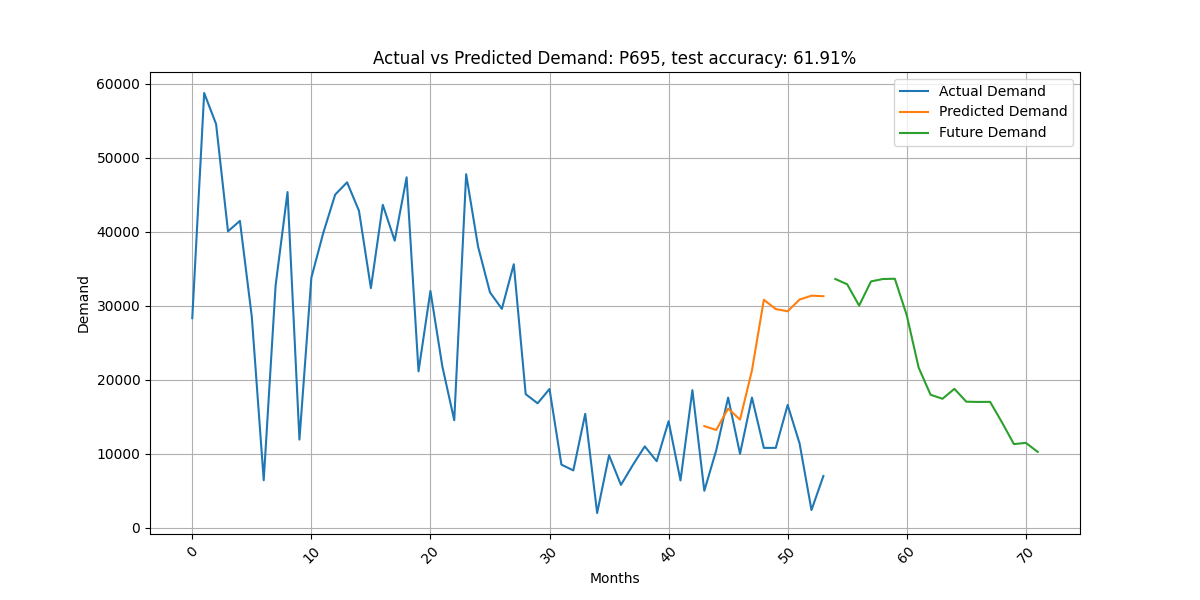 Actual vs Predicted Demand: P695, test accuracy: 61.91%
Actual Demand
Predicted Demand
Future Demand
60000
50000
40000
30000
20000
10000
0
Demand
0
10
20
30
40
50
60
70
Months